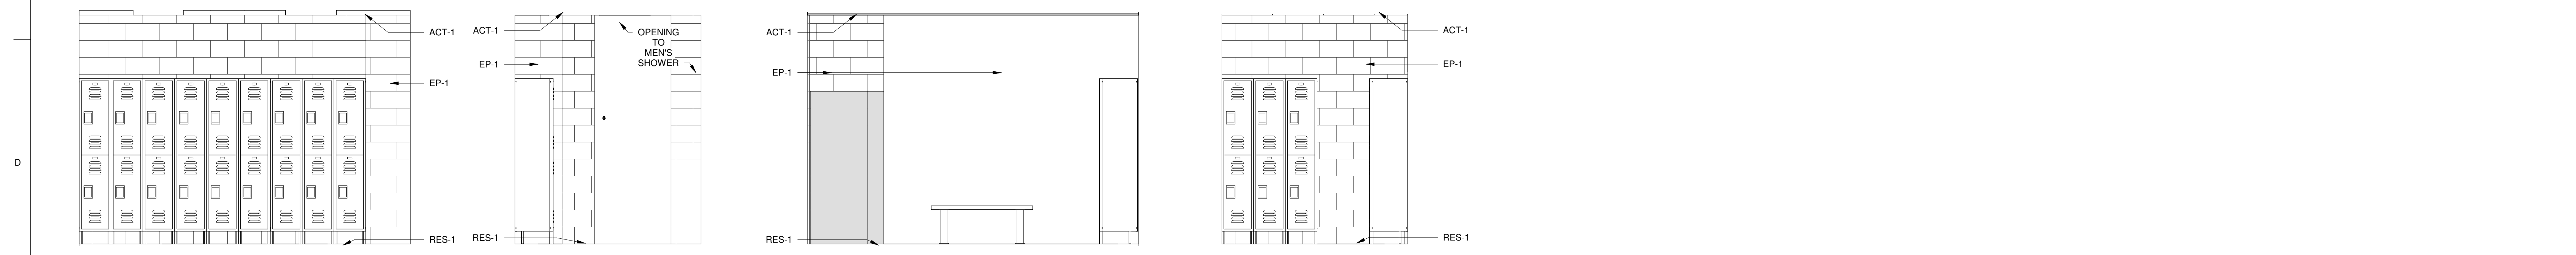 ACT-1
EP-1
RES-1
ACT-1
OPENING
TO
MEN'S
SHOWER
EP-1
RES-1
ACT-1
EP-1
RES-1
ACT-1
EP-1
RES-1
D